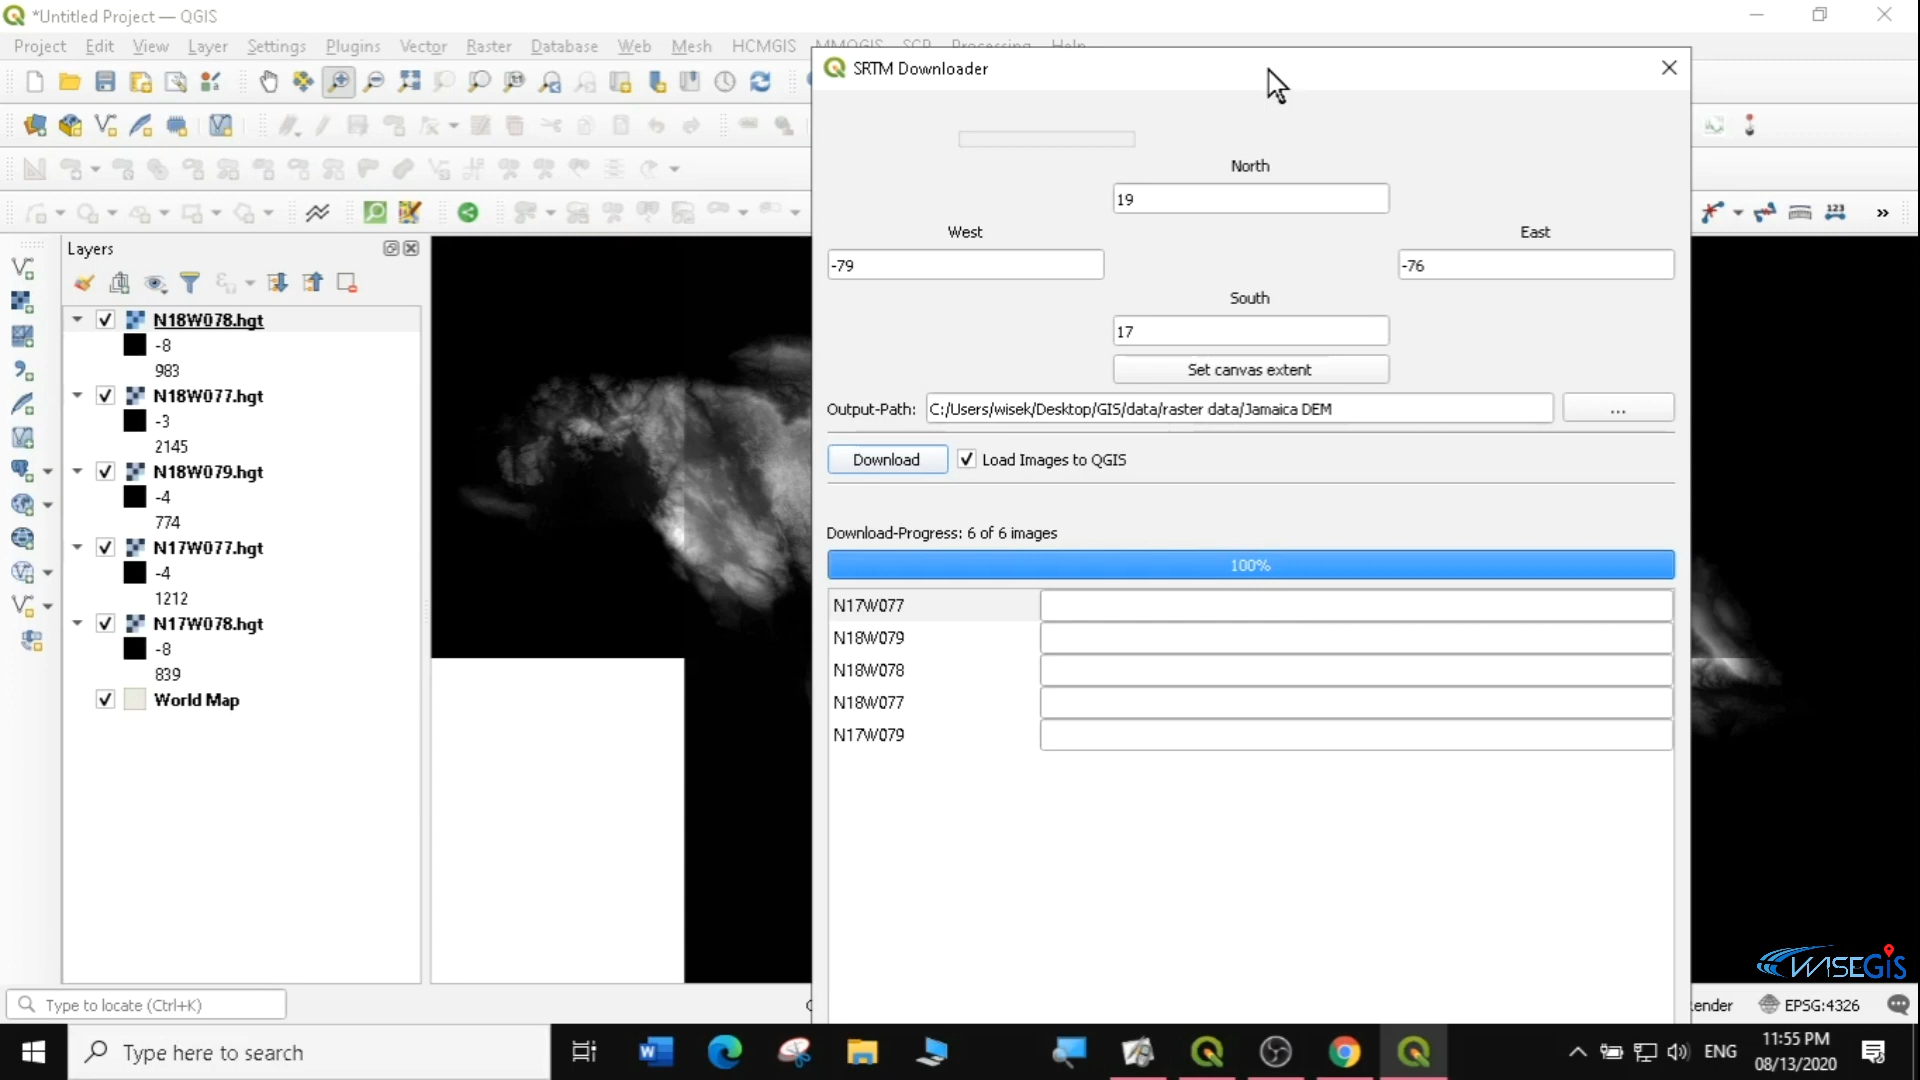 *Untitled Project — QGIS
Project Edit View Layer Settings Plugins Vector Raster Database Web Mesh HCMGIS MMQGIS SCP Processing Help
SRTM Downloader
North
19
West
East
-79
-76
South
17
Set canvas extent
Output-Path: C:/Users/wisek/Desktop/GIS/data/raster data/Jamaica DEM ...
Download Load Images to QGIS
Download-Progress: 6 of 6 images
100%
N17W077
N18W079
N18W078
N18W077
N17W079
123
»
Layers
N18W078.hgt
-8
983
N18W077.hgt
-3
2145
N18W079.hgt
-4
774
N17W077.hgt
-4
1212
N17W078.hgt
-8
839
World Map
WISEGIS
Type to locate (Ctrl+K)
EPSG:4326
Type here to search
ENG
11:55 PM
08/13/2020